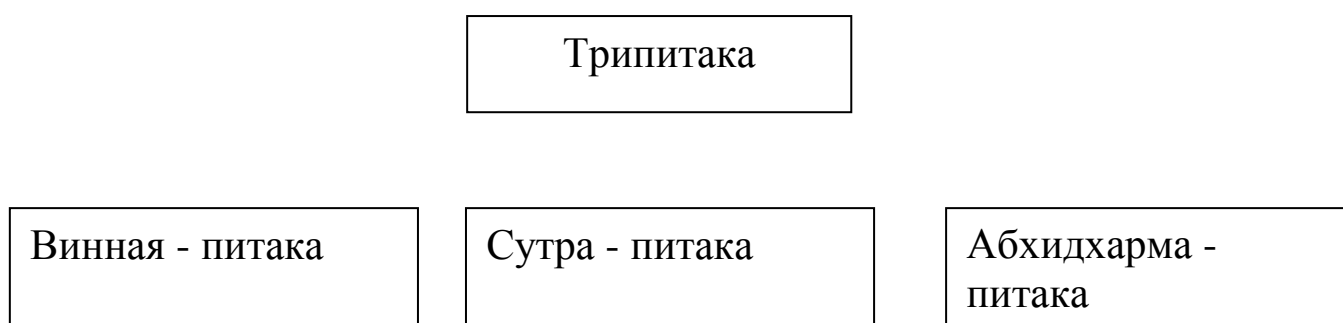 Трипитака
Винная - питака
Сутра - питака
Абхидхарма -
питака